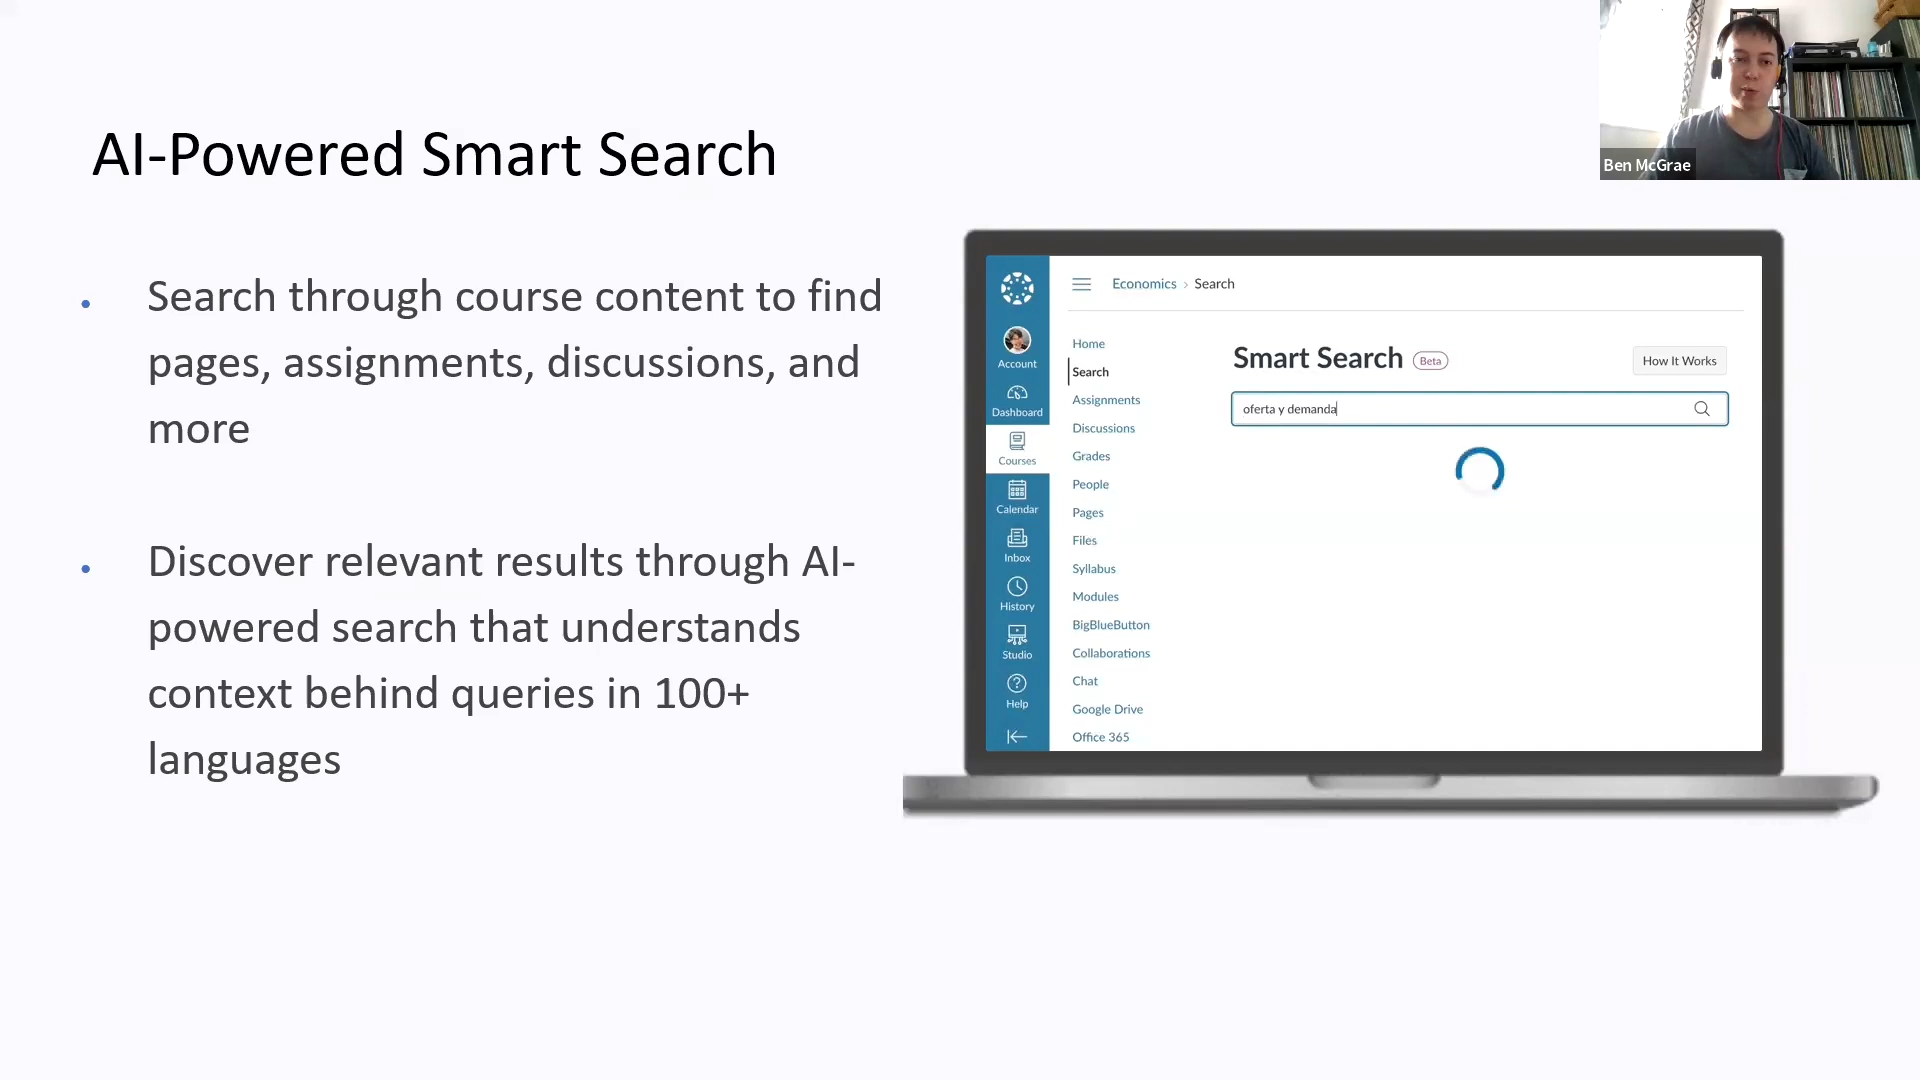 AI-Powered Smart Search
Search through course content to find
pages, assignments, discussions, and
more
Discover relevant results through AI-
powered search that understands
context behind queries in 100+
languages
Ben McGrae
Economics › Search
Account
Dashboard
Courses
Calendar
Inbox
History
Studio
Help
Home
Search
Assignments
Discussions
Grades
People
Pages
Files
Syllabus
Modules
BigBlueButton
Collaborations
Chat
Google Drive
Office 365
Smart Search Beta
How It Works
oferta y demanda